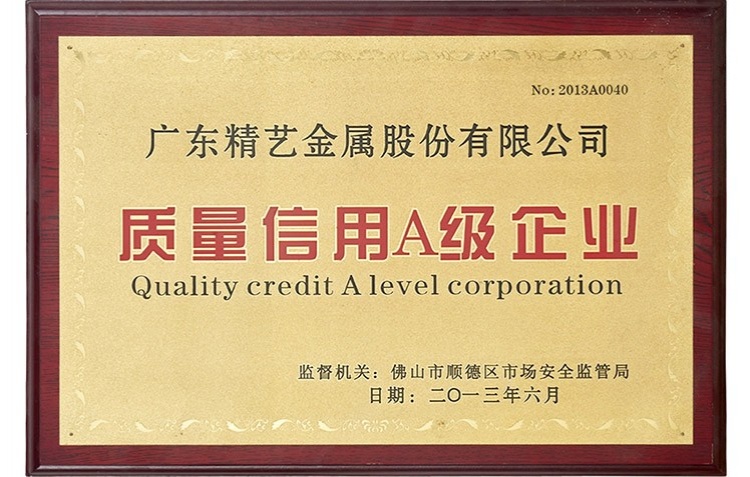 No: 2013A0040
广东精艺金属股份有限公司
质量信用A级企业
Quality credit A level corporation
监督机关：佛山市顺德区市场安全监管局
日期：二〇一三年六月